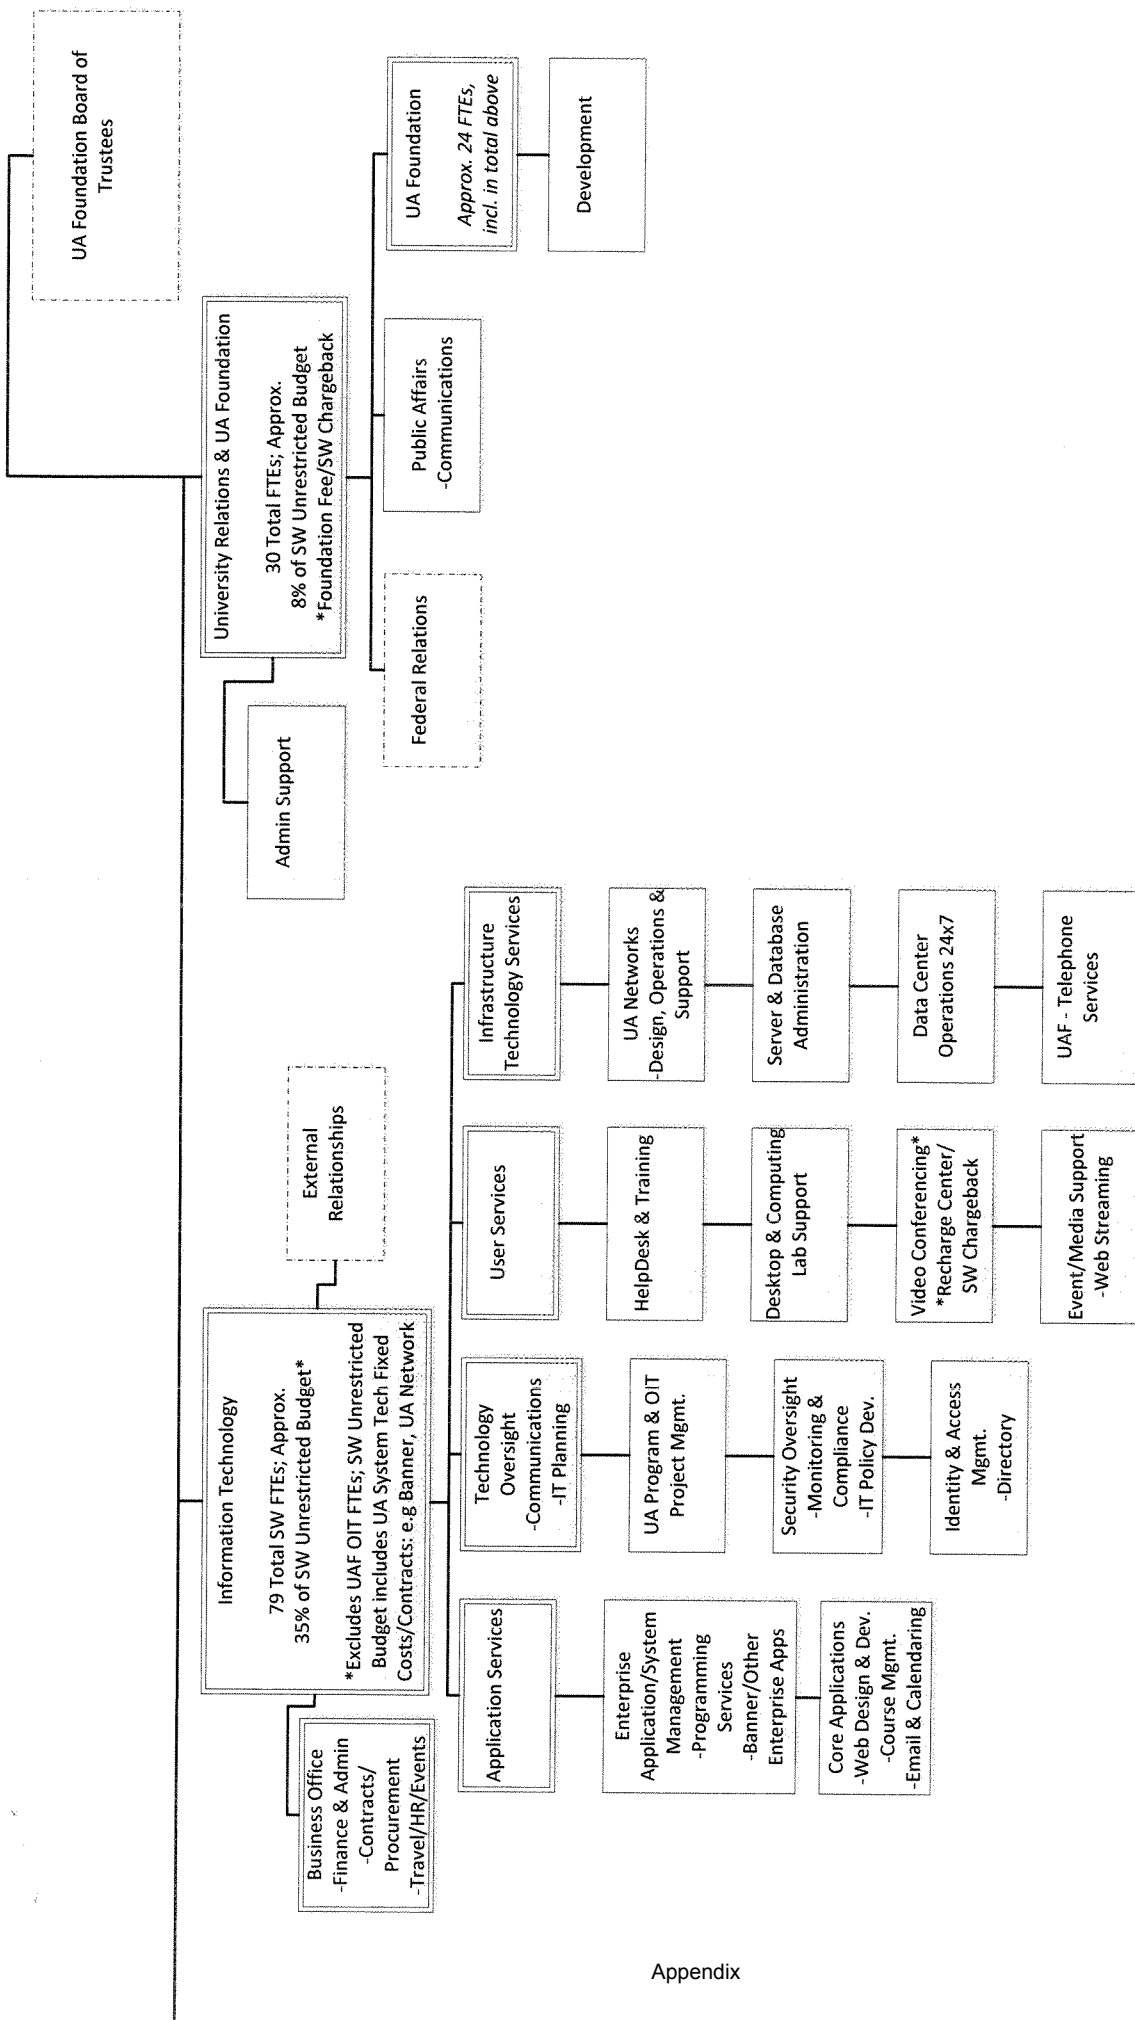 UA Foundation Board of
Trustees
University Relations & UA Foundation
30 Total FTEs; Approx.
8% of SW Unrestricted Budget
*Foundation Fee/SW Chargeback
Admin Support
Federal Relations
Public Affairs
-Communications
UA Foundation
Approx. 24 FTEs,
incl. in total above
Development
Information Technology
79 Total SW FTEs; Approx.
35% of SW Unrestricted Budget*
*Excludes UAF OIT FTEs; SW Unrestricted
Budget includes UA System Tech Fixed
Costs/Contracts: e.g Banner, UA Network
External
Relationships
Business Office
-Finance & Admin
-Contracts/
Procurement
-Travel/HR/Events
Application Services
Enterprise
Application/System
Management
-Programming
Services
-Banner/Other
Enterprise Apps
Core Applications
-Web Design & Dev.
-Course Mgmt.
-Email & Calendaring
Technology
Oversight
-Communications
-IT Planning
UA Program & OIT
Project Mgmt.
Security Oversight
-Monitoring &
Compliance
-IT Policy Dev.
Identity & Access
Mgmt.
-Directory
User Services
HelpDesk & Training
Desktop & Computing
Lab Support
Video Conferencing*
*Recharge Center/
SW Chargeback
Event/Media Support
-Web Streaming
Infrastructure
Technology Services
UA Networks
-Design, Operations &
Support
Server & Database
Administration
Data Center
Operations 24x7
UAF - Telephone
Services
Appendix